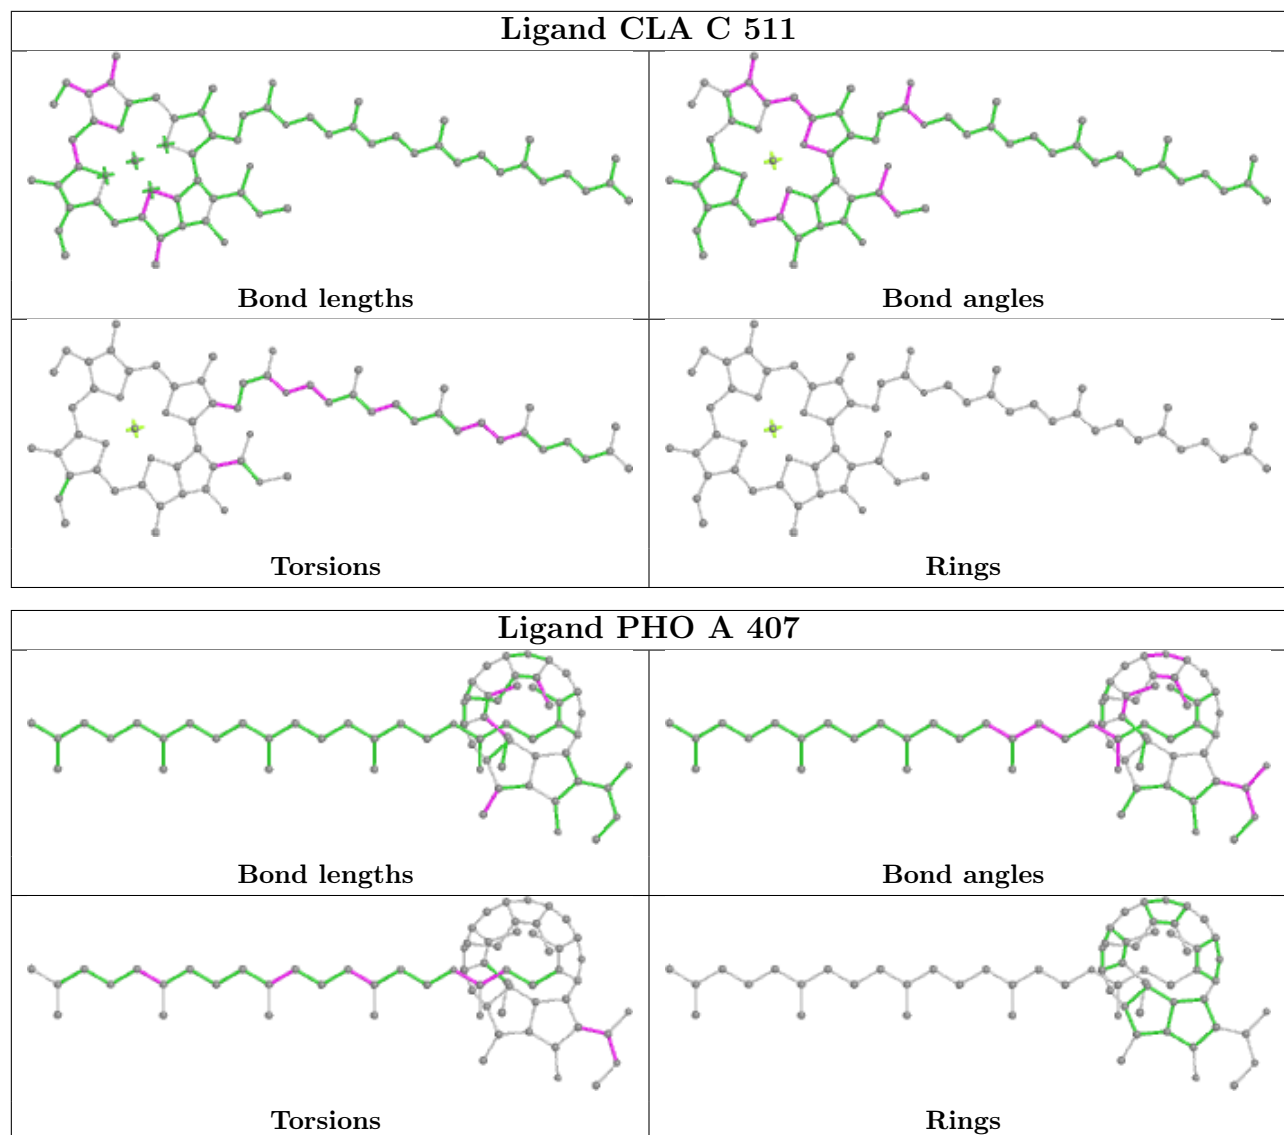 Ligand CLA C 511
Bond lengths
Bond angles
Torsions
Rings
Ligand PHO A 407
Bond lengths
Bond angles
Torsions
Rings